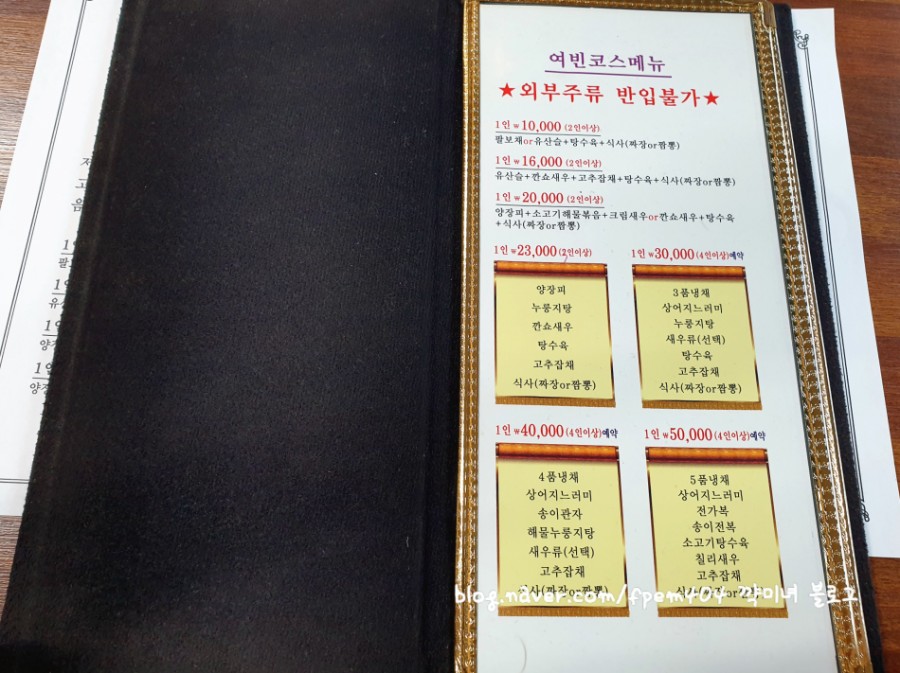 여빈코스메뉴
★외부주류 반입불가★
1인 ₩10,000 (2인이상)
팔보채or유산슬+탕수육+식사(짜장or짬뽕)
1인 ₩16,000 (2인이상)
유산슬+깐쇼새우+고추잡채+탕수육+식사(짜장or짬뽕)
1인 ₩20,000 (2인이상)
양장피+소고기해물볶음+크림새우or깐쇼새우+탕수육
+식사(짜장or짬뽕)
1인 ₩23,000 (2인이상)
양장피
누룽지탕
깐쇼새우
탕수육
고추잡채
식사(짜장or짬뽕)
1인 ₩30,000 (4인이상)예약
3품냉채
상어지느러미
누룽지탕
새우류(선택)
탕수육
고추잡채
식사(짜장or짬뽕)
1인 ₩40,000 (4인이상)예약
4품냉채
상어지느러미
송이관자
해물누룽지탕
새우류(선택)
고추잡채
식사(짜장or짬뽕)
1인 ₩50,000 (4인이상)예약
5품냉채
상어지느러미
전가복
송이전복
소고기탕수육
칠리새우
고추잡채
blog.naver.com/fpem404 깍미녀 블로그